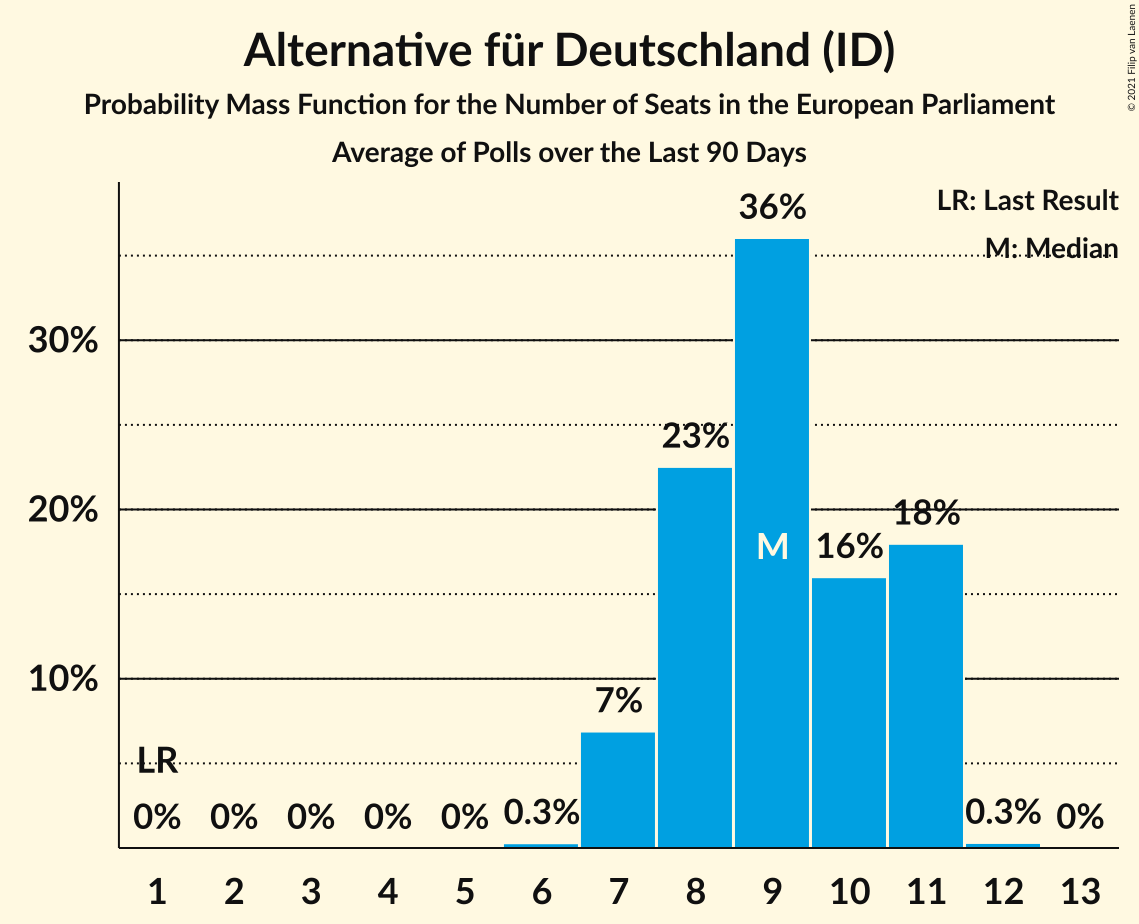 Alternative für Deutschland (ID)
Probability Mass Function for the Number of Seats in the European Parliament
Average of Polls over the Last 90 Days
© 2021 Filip van Laenen
LR: Last Result
M: Median
36%
30%
23%
20%
18%
M
16%
10%
7%
LR
0% 0% 0% 0% 0% 0.3% 0.3% 0%
1 2 3 4 5 6 7 8 9 10 11 12 13